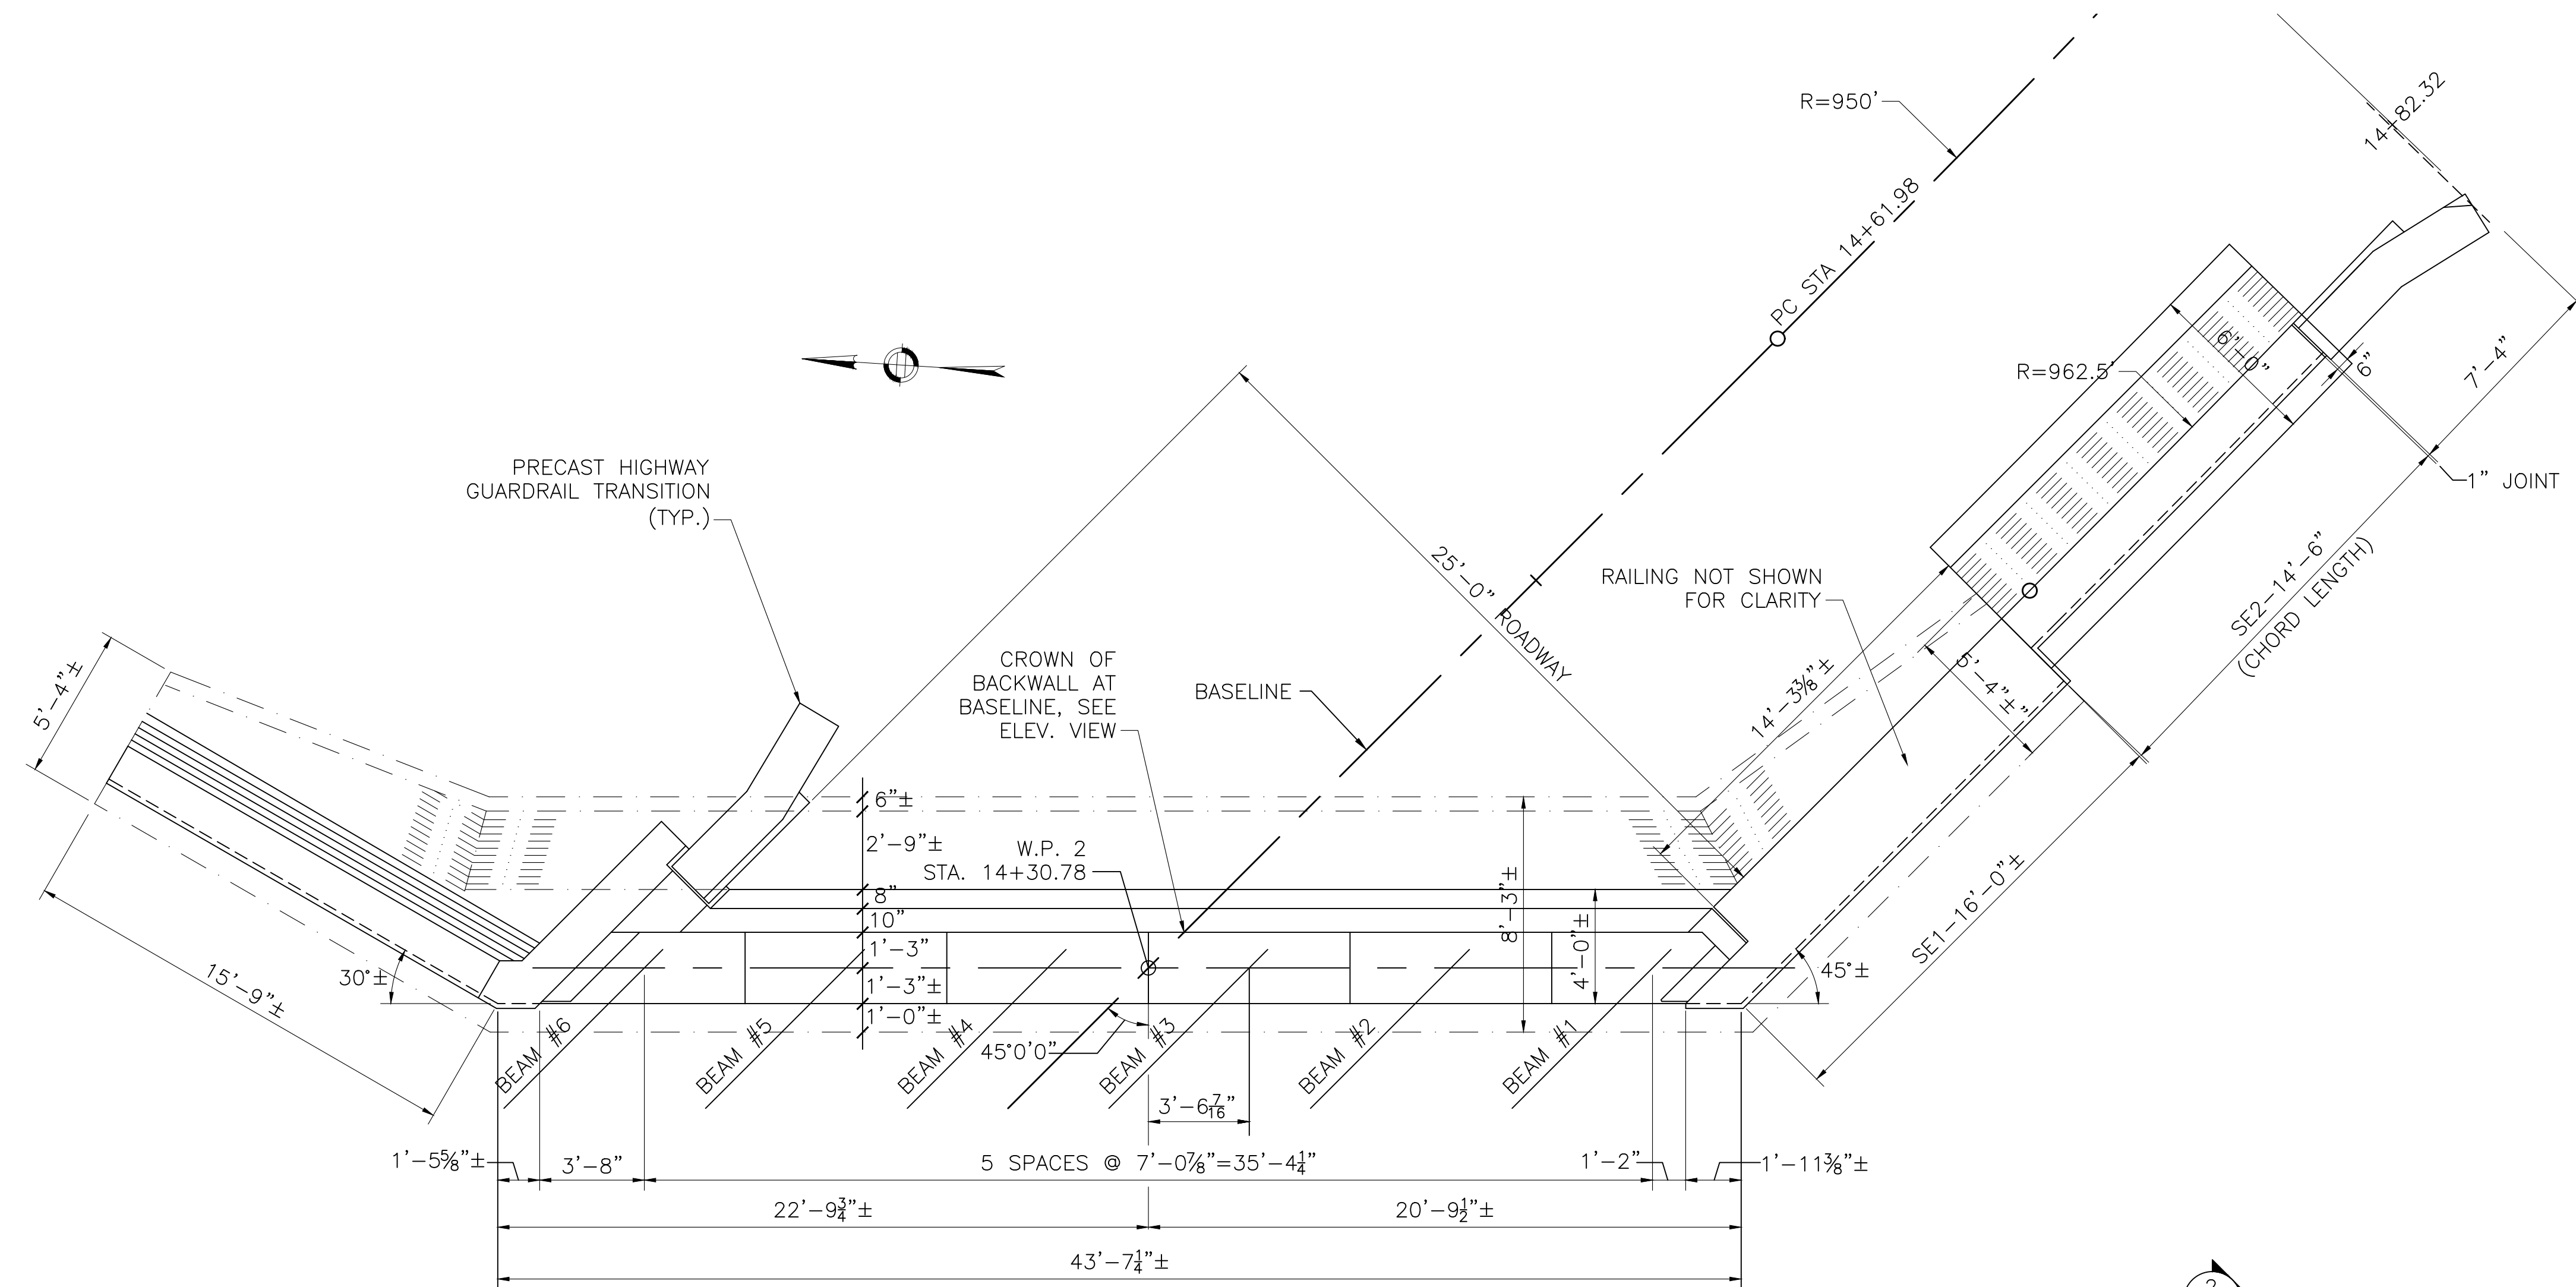 14+82.32
R=950'
PC STA 14+61.98
R=962.5'
6'-0"
6"
7'-4"
1" JOINT
PRECAST HIGHWAY
GUARDRAIL TRANSITION
(TYP.)
25'-0" ROADWAY
RAILING NOT SHOWN
FOR CLARITY
SE2-14'-6"
(CHORD LENGTH)
CROWN OF
BACKWALL AT
BASELINE, SEE
ELEV. VIEW
BASELINE
14'-3⅜"±
5'-4"±"
5'-4"±
6"±
2'-9"±
W.P. 2
STA. 14+30.78
8"
10"
1'-3"
1'-3"±
1'-0"±
8'-3"±
4'-0"±
SE1-16'-0"±
15'-9"±
30°±
45°±
45°0'0"
BEAM #6
BEAM #5
BEAM #4
BEAM #3
BEAM #2
BEAM #1
3'-6 7/16"
1'-5⅝"±
3'-8"
5 SPACES @ 7'-0⅞"=35'-4¼"
1'-2"
1'-11⅜"±
22'-9¾"±
20'-9½"±
43'-7¼"±